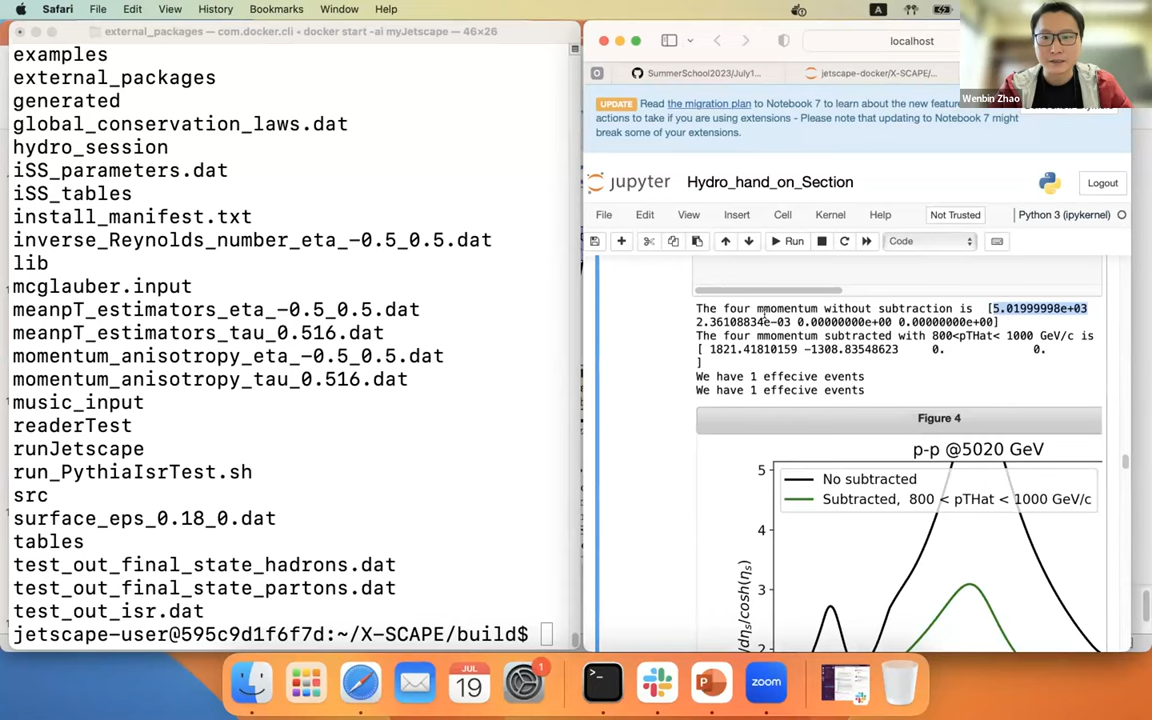 Safari File Edit View History Bookmarks Window Help
A
external_packages — com.docker.cli • docker start -ai myJetscape — 46×26
examples
external_packages
generated
global_conservation_laws.dat
hydro_session
iSS_parameters.dat
iSS_tables
install_manifest.txt
inverse_Reynolds_number_eta_-0.5_0.5.dat
lib
mcglauber.input
meanpT_estimators_eta_-0.5_0.5.dat
meanpT_estimators_tau_0.516.dat
momentum_anisotropy_eta_-0.5_0.5.dat
momentum_anisotropy_tau_0.516.dat
music_input
readerTest
runJetscape
run_PythiaIsrTest.sh
src
surface_eps_0.18_0.dat
tables
test_out_final_state_hadrons.dat
test_out_final_state_partons.dat
test_out_isr.dat
jetscape-user@595c9d1f6f7d:~/X-SCAPE/build$
localhost
SummerSchool2023/July1...
jetscape-docker/X-SCAPE/...
Wenbin Zhao
UPDATE Read the migration plan to Notebook 7 to learn about the new
actions to take if you are using extensions - Please note that updating to Notebook 7 might
break some of your extensions.
jupyter Hydro_hand_on_Section
Logout
File Edit View Insert Cell Kernel Help Not Trusted Python 3 (ipykernel)
Run Code
The four mmomentum without subtraction is [5.01999998e+03
2.36108834e-03 0.00000000e+00 0.00000000e+00]
The four mmomentum subtracted with 800<pTHat< 1000 GeV/c is
[ 1821.41810159 -1308.83548623 0. 0.
]
We have 1 effecive events
We have 1 effecive events
Figure 4
p-p @5020 GeV
5
No subtracted
Subtracted, 800 < pTHat < 1000 GeV/c
4
3
2
/dηs/cosh(ηs)
JUL
19
1
zoom